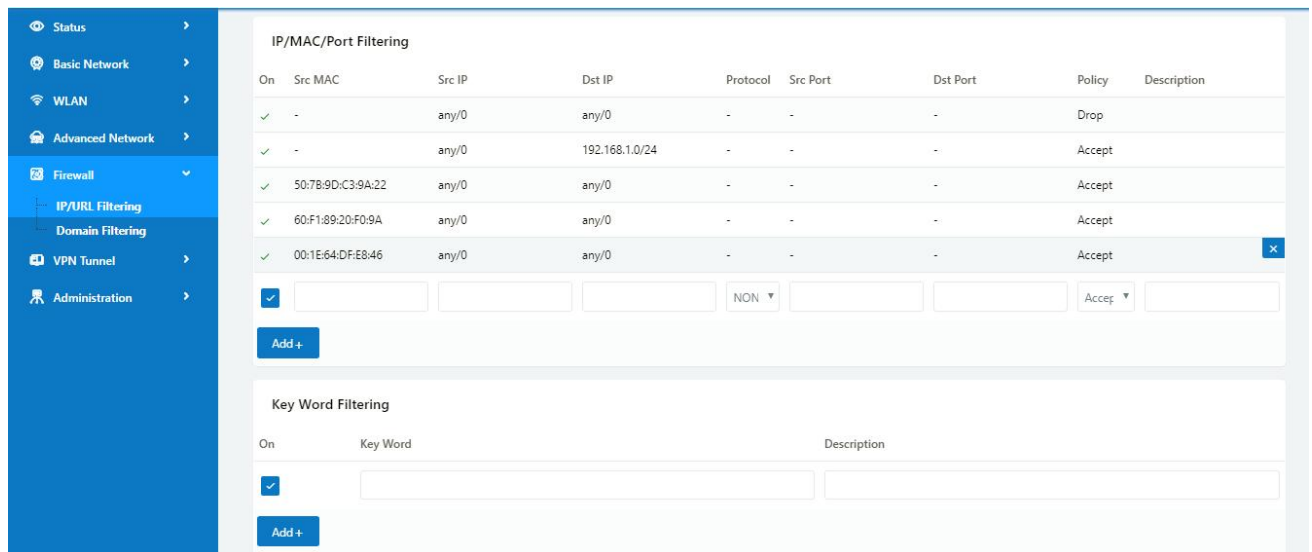 Status
Basic Network
WLAN
Advanced Network
Firewall
IP/URL Filtering
Domain Filtering
VPN Tunnel
Administration
IP/MAC/Port Filtering
On Src MAC Src IP Dst IP Protocol Src Port Dst Port Policy Description
- any/0 any/0 - - - Drop
- any/0 192.168.1.0/24 - - - Accept
50:7B:9D:C3:9A:22 any/0 any/0 - - - Accept
60:F1:89:20:F0:9A any/0 any/0 - - - Accept
00:1E:64:DF:E8:46 any/0 any/0 - - - Accept
NON Accep
Add +
Key Word Filtering
On Key Word Description
Add +